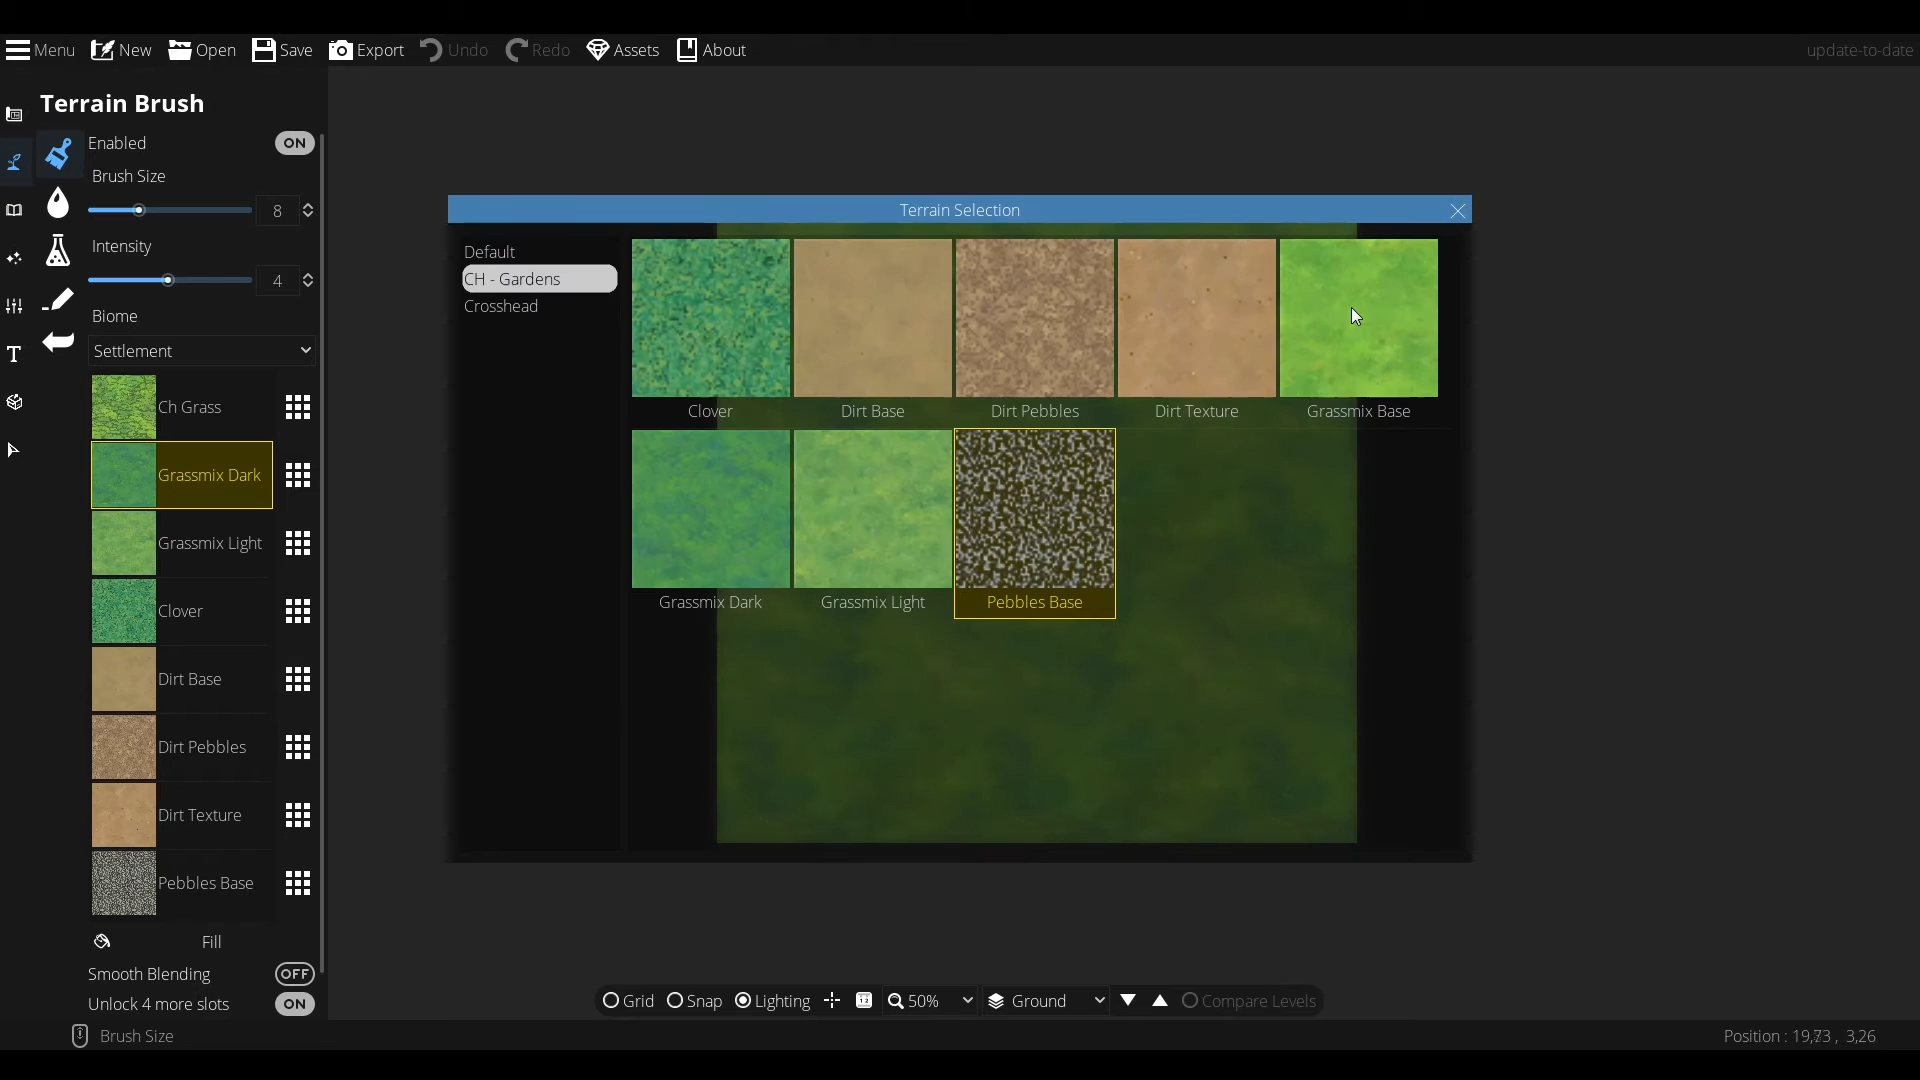 Menu New Open Save Export Undo Redo Assets About update-to-date
Terrain Brush
Enabled ON
Brush Size
8
Intensity
4
Biome
Settlement
Ch Grass
Grassmix Dark
Grassmix Light
Clover
Dirt Base
Dirt Pebbles
Dirt Texture
Pebbles Base
Fill
Smooth Blending OFF
Unlock 4 more slots ON
Terrain Selection
Default
CH - Gardens
Crosshead
Clover Dirt Base Dirt Pebbles Dirt Texture Grassmix Base
Grassmix Dark Grassmix Light Pebbles Base
Grid Snap Lighting 50% Ground Compare Levels
Brush Size
Position : 3,26